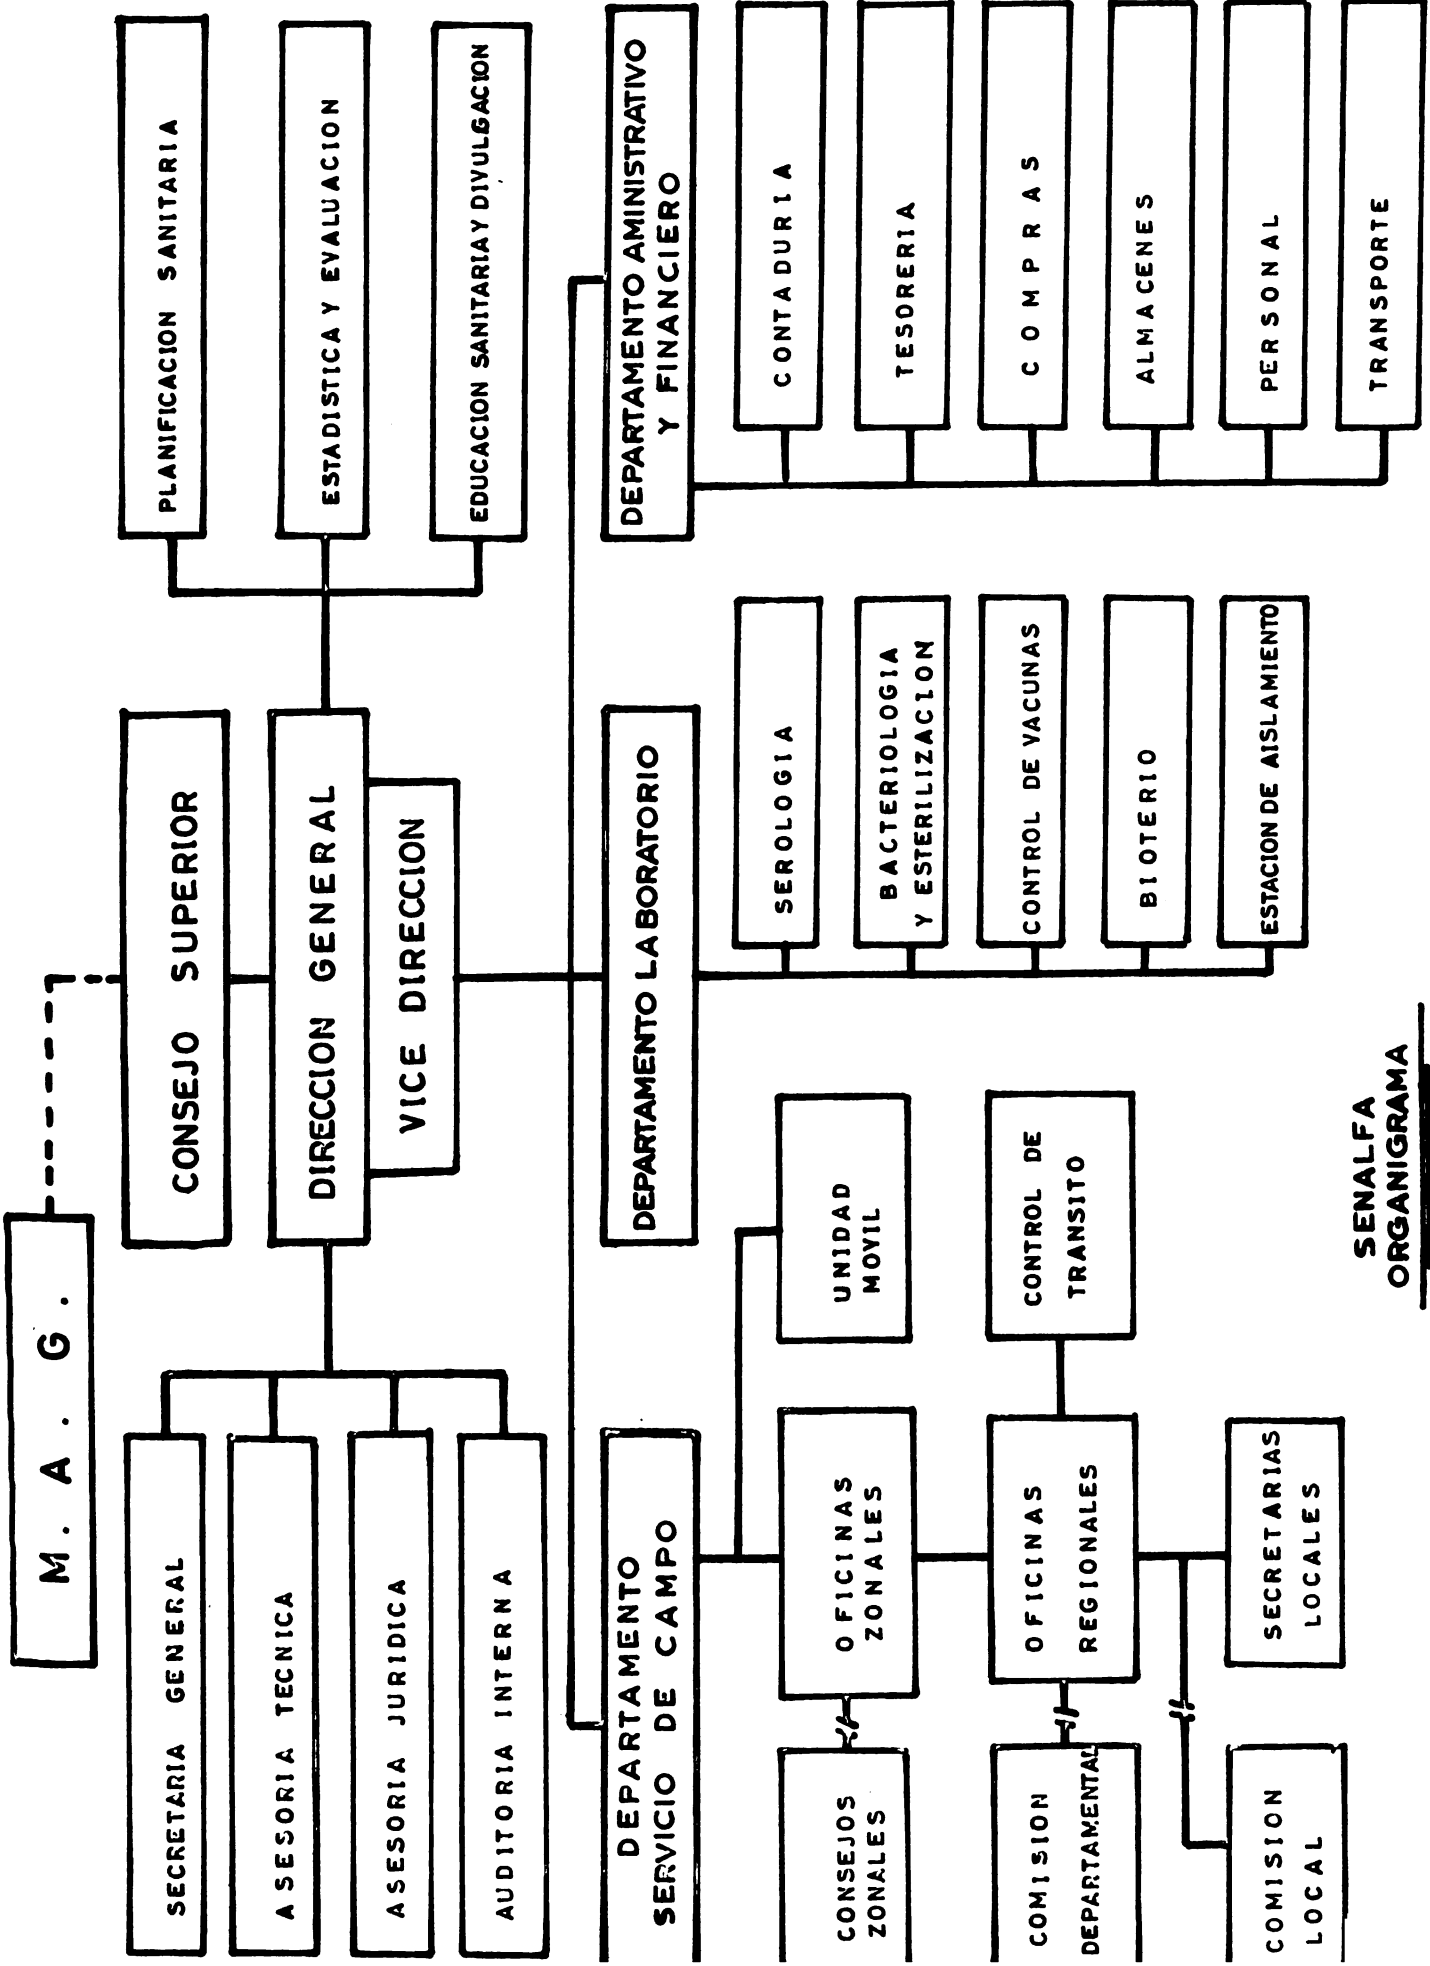 M. A. G.
CONSEJO SUPERIOR
DIRECCION GENERAL
VICE DIRECCION
SECRETARIA GENERAL
ASESORIA TECNICA
ASESORIA JURIDICA
AUDITORIA INTERNA
PLANIFICACION SANITARIA
ESTADISTICA Y EVALUACION
EDUCACION SANITARIA Y DIVULGACION
DEPARTAMENTO
SERVICIO DE CAMPO
DEPARTAMENTO LABORATORIO
DEPARTAMENTO AMINISTRATIVO
Y FINANCIERO
UNIDAD
MOVIL
OFICINAS
ZONALES
CONSEJOS
ZONALES
CONTROL DE
TRANSITO
OFICINAS
REGIONALES
COMISION
DEPARTAMENTAL
SECRETARIAS
LOCALES
COMISION
LOCAL
SEROLOGIA
BACTERIOLOGIA
Y ESTERILIZACION
CONTROL DE VACUNAS
BIOTERIO
ESTACION DE AISLAMIENTO
CONTADURIA
TESORERIA
COMPRAS
ALMACENES
PERSONAL
TRANSPORTE
SENALFA
ORGANIGRAMA